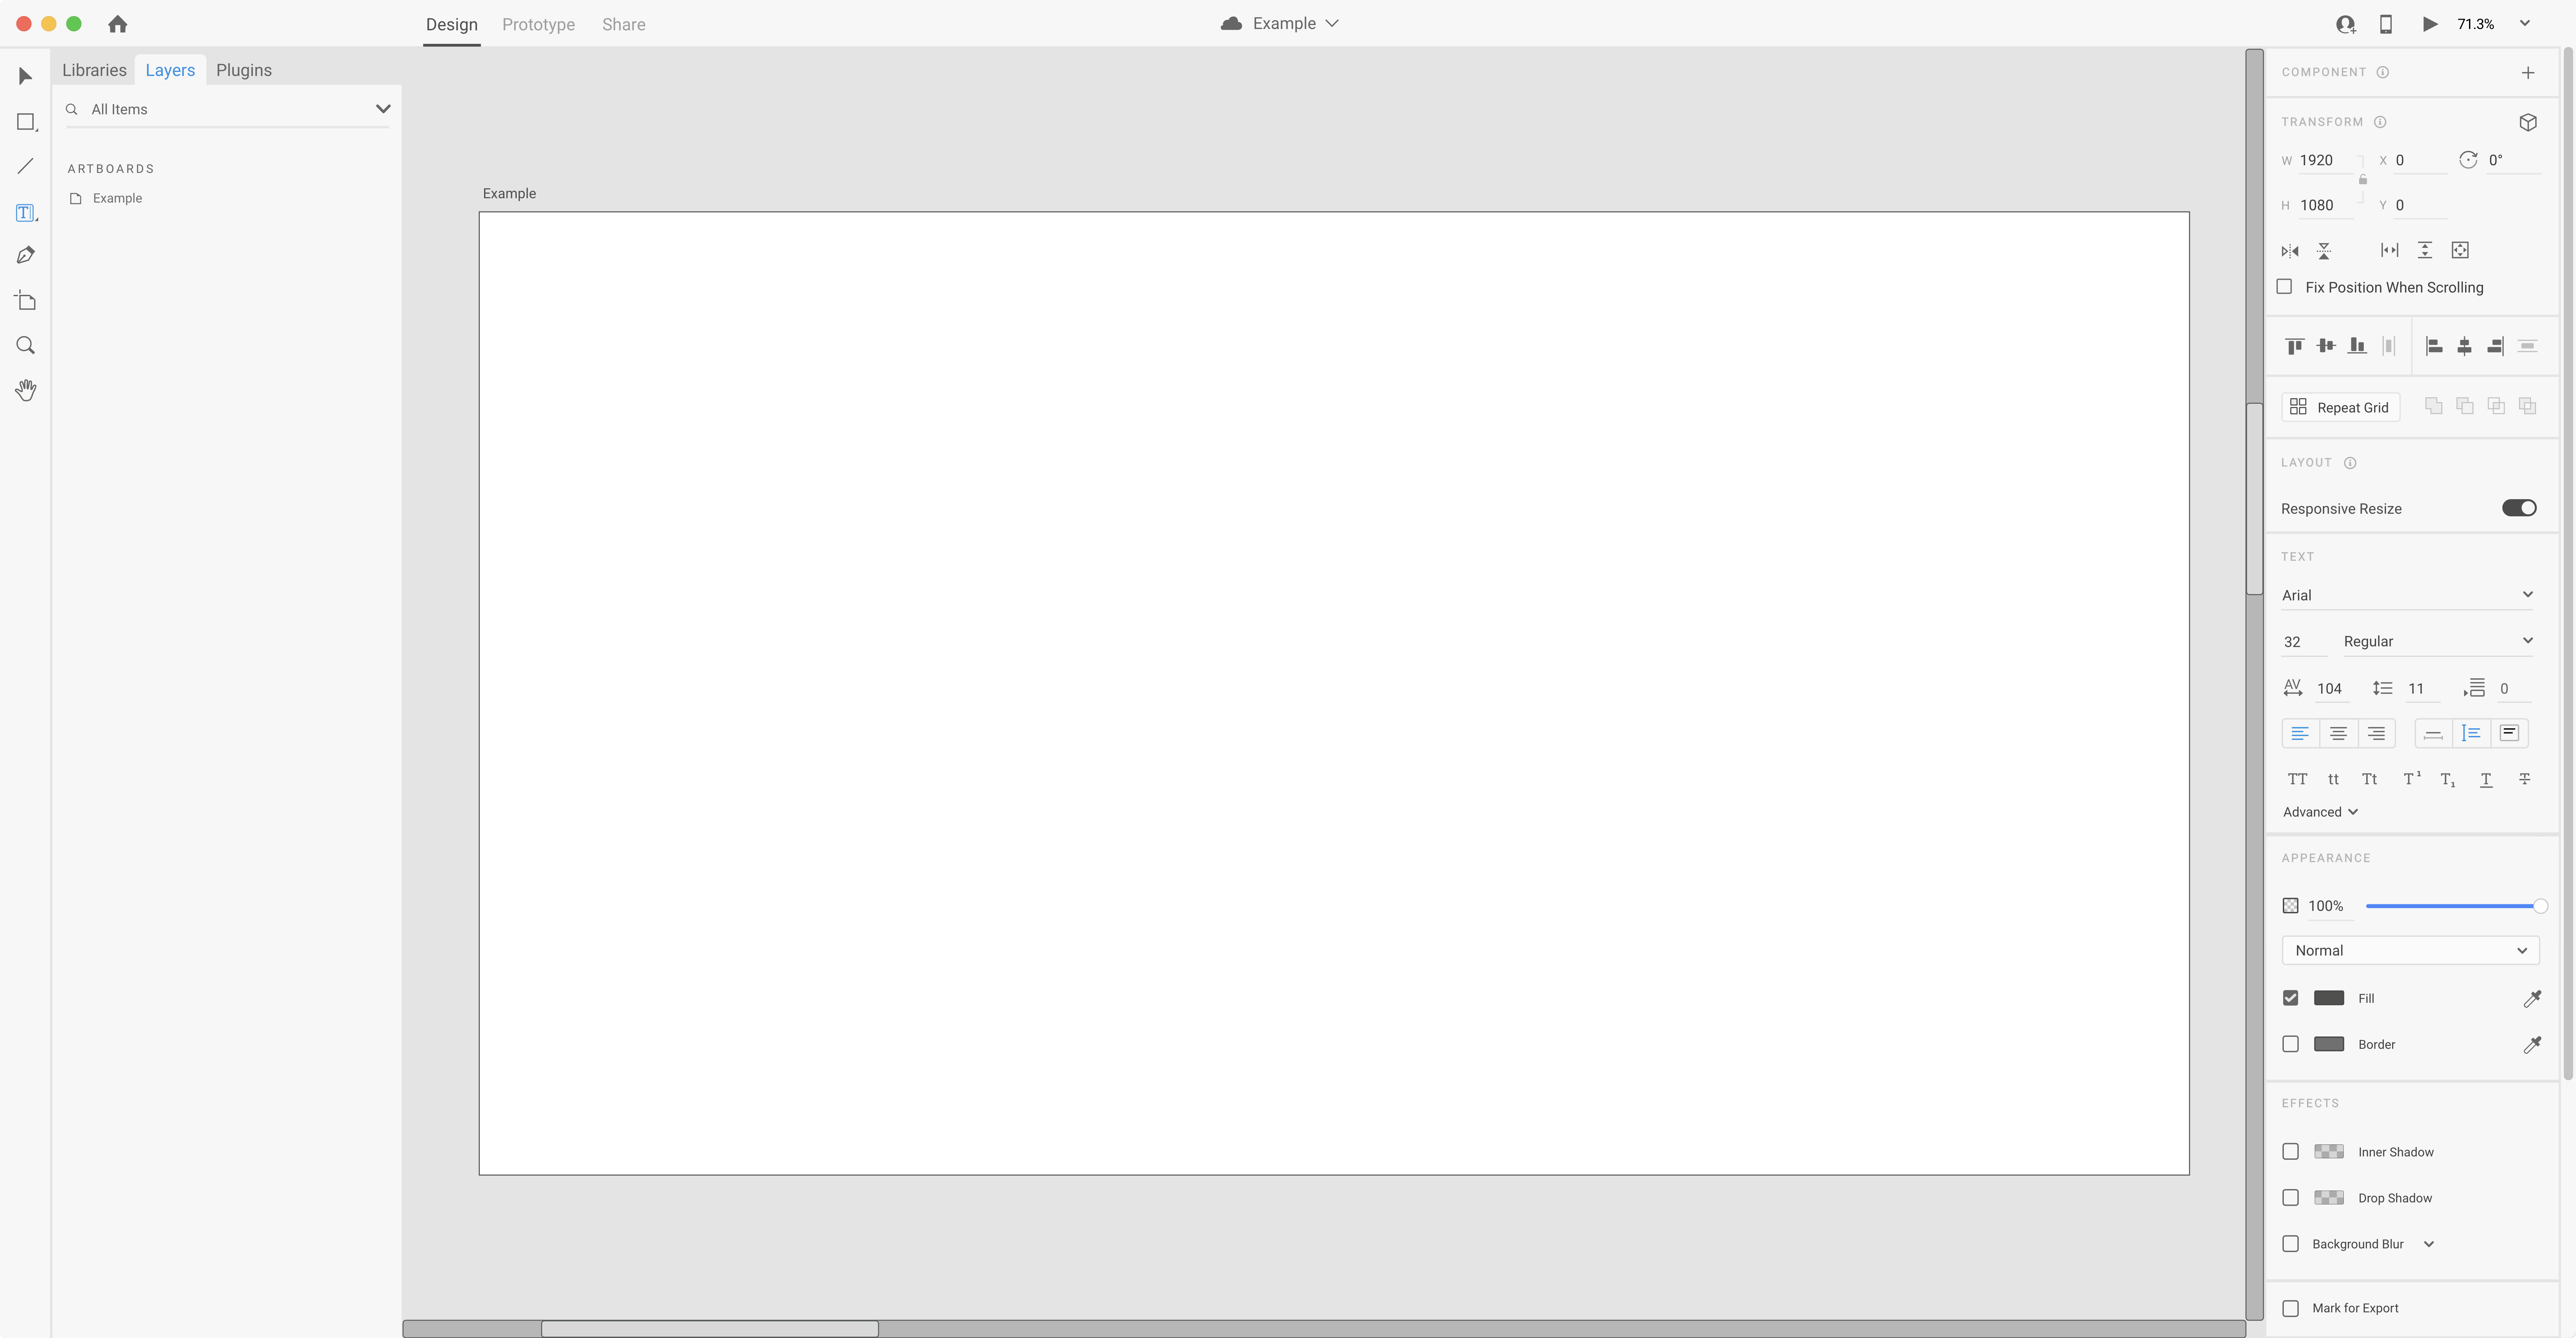 Design Prototype Share
Example
71.3%
Libraries Layers Plugins
All Items
ARTBOARDS
Example
Example
COMPONENT
TRANSFORM
W 1920 X 0 0°
H 1080 Y 0
Fix Position When Scrolling
Repeat Grid
LAYOUT
Responsive Resize
TEXT
Arial
32 Regular
AV 104 11 0
TT tt Tt T¹ T₁ T T
Advanced
APPEARANCE
100%
Normal
Fill
Border
EFFECTS
Inner Shadow
Drop Shadow
Background Blur
Mark for Export